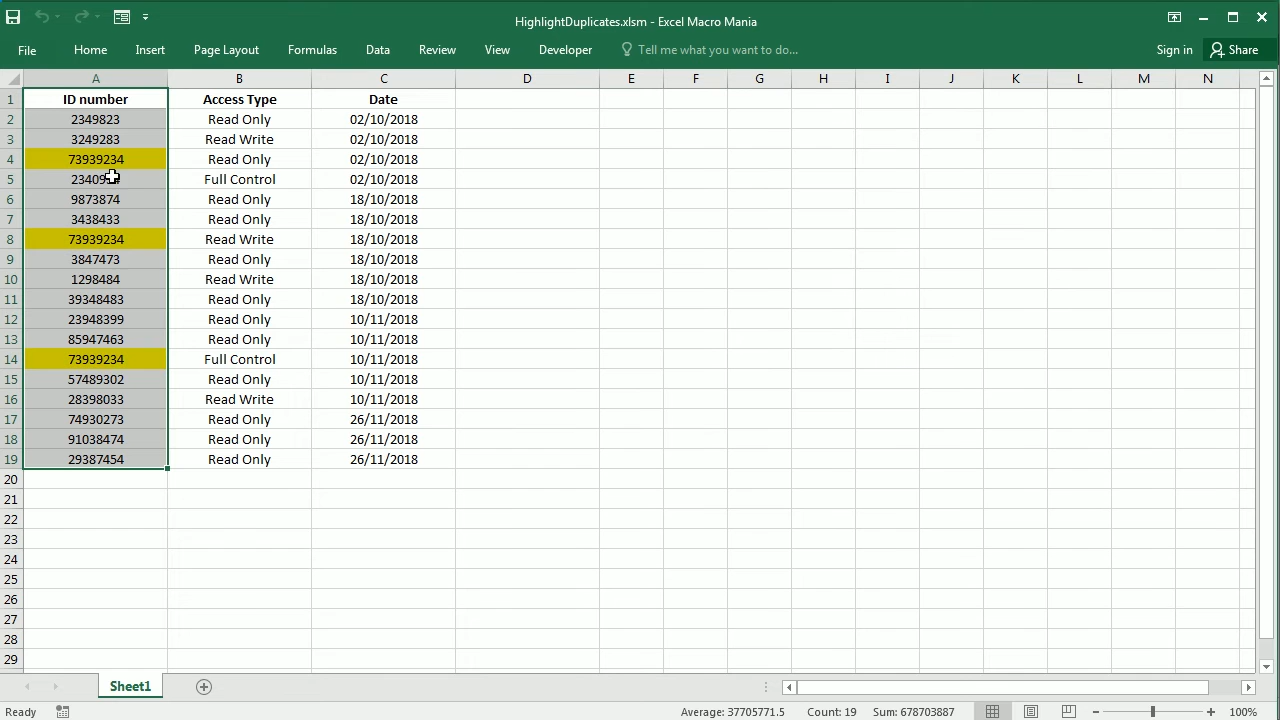 HighlightDuplicates.xlsm - Excel Macro Mania
File Home Insert Page Layout Formulas Data Review View Developer Tell me what you want to do... Sign in Share
A B C D E F G H I J K L M N
1 ID number Access Type Date
2 2349823 Read Only 02/10/2018
3 3249283 Read Write 02/10/2018
4 73939234 Read Only 02/10/2018
5 Full Control 02/10/2018
6 9873874 Read Only 18/10/2018
7 3438433 Read Only 18/10/2018
8 73939234 Read Write 18/10/2018
9 3847473 Read Only 18/10/2018
10 1298484 Read Write 18/10/2018
11 39348483 Read Only 18/10/2018
12 23948399 Read Only 10/11/2018
13 85947463 Read Only 10/11/2018
14 73939234 Full Control 10/11/2018
15 57489302 Read Only 10/11/2018
16 28398033 Read Write 10/11/2018
17 74930273 Read Only 26/11/2018
18 91038474 Read Only 26/11/2018
19 29387454 Read Only 26/11/2018
20
21
22
23
24
25
26
27
28
29
Sheet1
Ready Average: 37705771.5 Count: 19 Sum: 678703887 100%